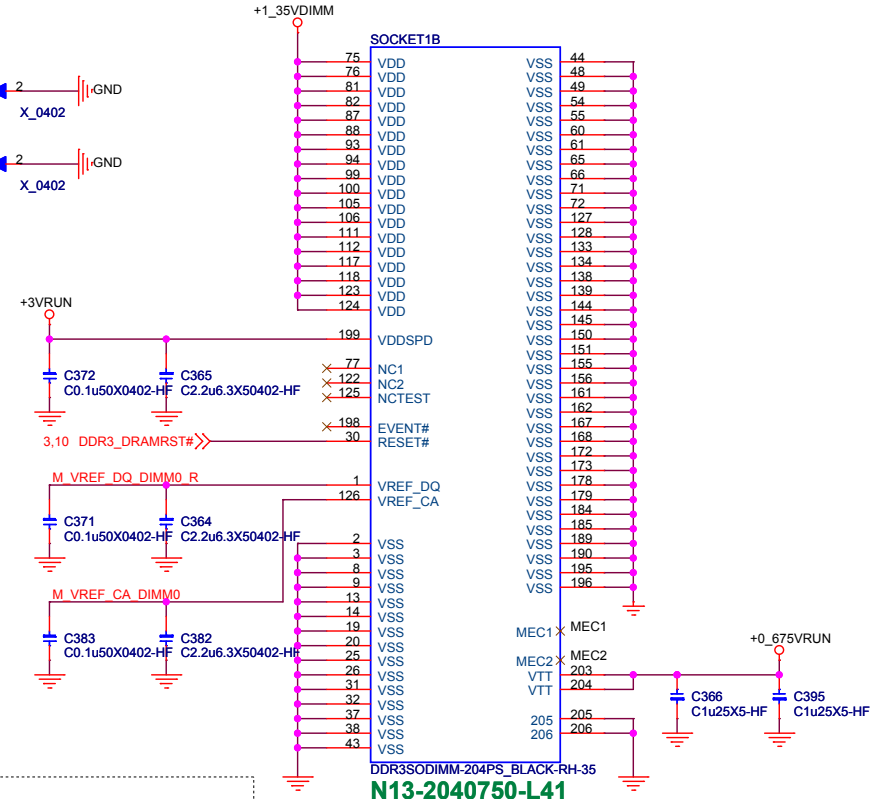 +1_35VDIMM
SOCKET1B
2 GND
X_0402
2 GND
X_0402
75 VDD VSS 44
76 VDD VSS 48
81 VDD VSS 49
82 VDD VSS 54
87 VDD VSS 55
88 VDD VSS 60
93 VDD VSS 61
94 VDD VSS 65
99 VDD VSS 66
100 VDD VSS 71
105 VDD VSS 72
106 VDD VSS 127
111 VDD VSS 128
112 VDD VSS 133
117 VDD VSS 134
118 VDD VSS 138
123 VDD VSS 139
124 VDD VSS 144
VSS 145
+3VRUN
199 VDDSPD VSS 150
VSS 151
77 NC1 VSS 155
122 NC2 VSS 156
125 NCTEST VSS 161
VSS 162
198 EVENT# VSS 167
3,10 DDR3_DRAMRST# 30 RESET# VSS 168
VSS 172
VSS 173
C372
C0.1u50X0402-HF
C365
C2.2u6.3X50402-HF
M_VREF_DQ_DIMM0_R 1 VREF_DQ VSS 178
126 VREF_CA VSS 179
VSS 184
VSS 185
C371
C0.1u50X0402-HF
C364
C2.2u6.3X50402-HF
2 VSS VSS 189
3 VSS VSS 190
8 VSS VSS 195
9 VSS VSS 196
M_VREF_CA_DIMM0
13 VSS
14 VSS
19 VSS MEC1 MEC1
20 VSS
25 VSS MEC2 MEC2
26 VSS VTT 203
31 VSS VTT 204
32 VSS
37 VSS 205 205
38 VSS 206 206
43 VSS
C383
C0.1u50X0402-HF
C382
C2.2u6.3X50402-HF
+0_675VRUN
C366
C1u25X5-HF
C395
C1u25X5-HF
DDR3SODIMM-204PS_BLACK-RH-35
N13-2040750-L41